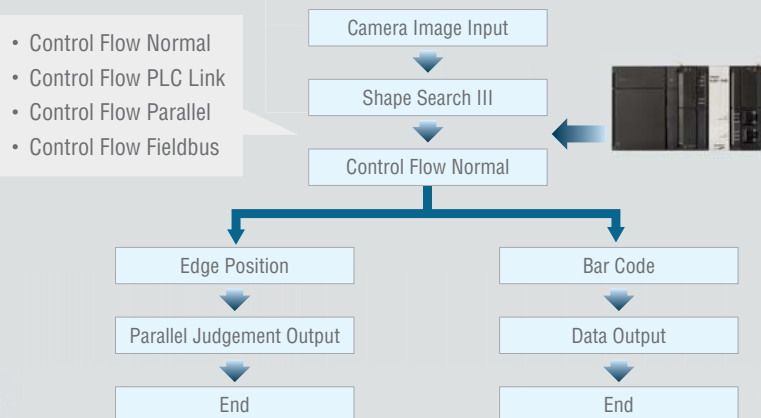 • Control Flow Normal
• Control Flow PLC Link
• Control Flow Parallel
• Control Flow Fieldbus
Camera Image Input
Shape Search III
Control Flow Normal
Edge Position
Bar Code
Parallel Judgement Output
Data Output
End
End